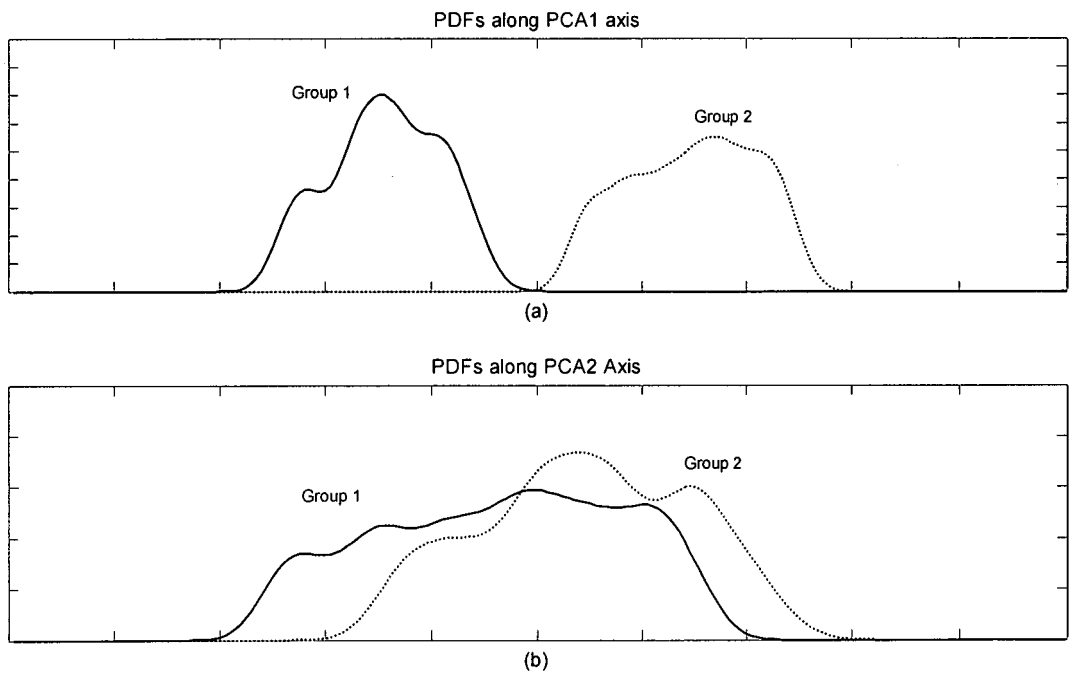 PDFs along PCA1 axis
Group 1
Group 2
(a)
PDFs along PCA2 Axis
Group 2
Group 1
(b)